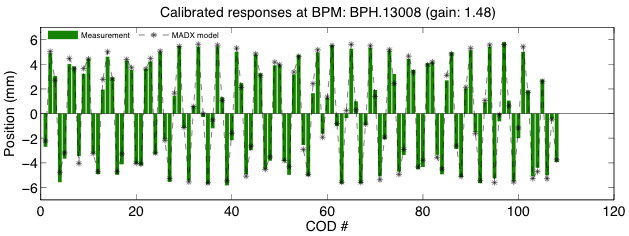 Calibrated responses at BPM: BPH.13008 (gain: 1.48)
Measurement
MADX model
Position (mm)
6
4
2
0
−2
−4
−6
0 20 40 60 80 100 120
COD #